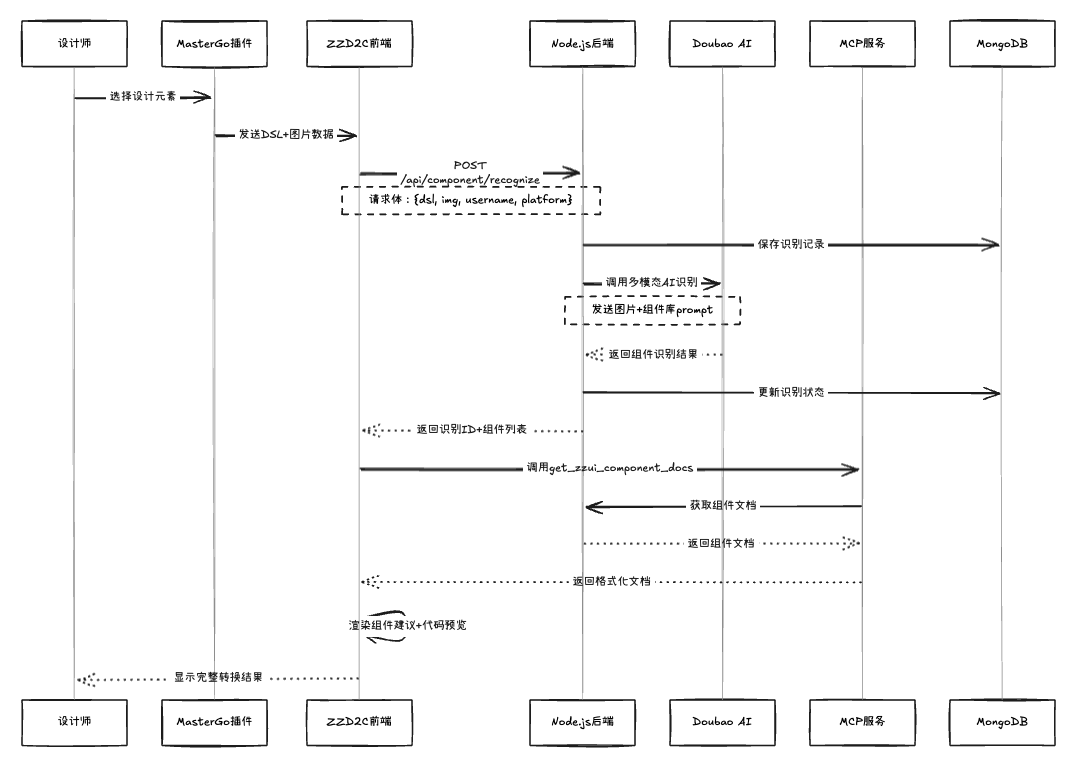 设计师
MasterGo插件
ZZD2C前端
Node.js后端
Doubao AI
MCP服务
MongoDB
选择设计元素
发送DSL+图片数据
POST
/api/component/recognize
请求体：{dsl, img, username, platform}
保存识别记录
调用多模态AI识别
发送图片+组件库prompt
返回组件识别结果
更新识别状态
返回识别ID+组件列表
调用get_zzui_component_docs
获取组件文档
返回组件文档
返回格式化文档
渲染组件建议+代码预览
显示完整转换结果
设计师
MasterGo插件
ZZD2C前端
Node.js后端
Doubao AI
MCP服务
MongoDB